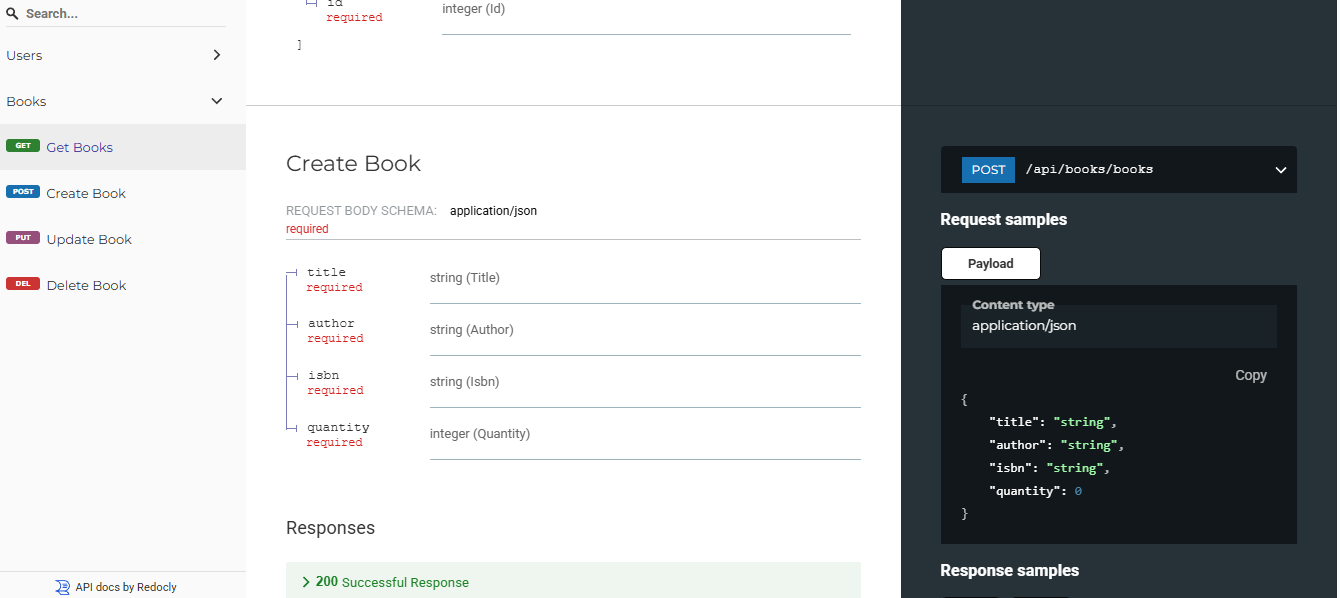 Search...
Users
Books
GET Get Books
POST Create Book
PUT Update Book
DEL Delete Book
API docs by Redocly
id
required
integer (Id)
]
Create Book
REQUEST BODY SCHEMA: application/json
required
title
required
string (Title)
author
required
string (Author)
isbn
required
string (Isbn)
quantity
required
integer (Quantity)
Responses
200 Successful Response
POST /api/books/books
Request samples
Payload
Content type
application/json
Copy
{
"title": "string",
"author": "string",
"isbn": "string",
"quantity": 0
}
Response samples